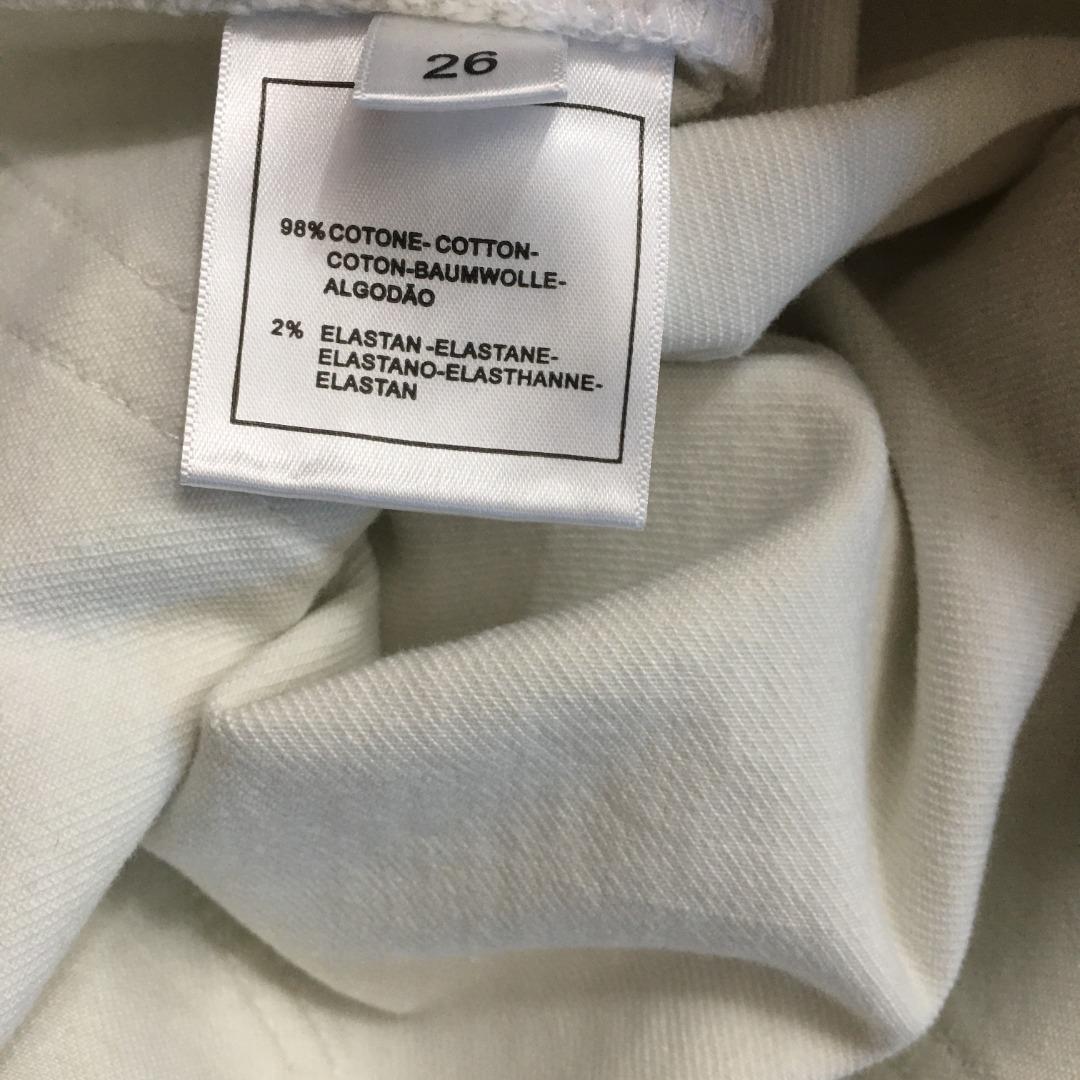 26
98% COTONE- COTTON-
COTON-BAUMWOLLE-
ALGODÃO
2% ELASTAN -ELASTANE-
ELASTANO-ELASTHANNE-
ELASTAN